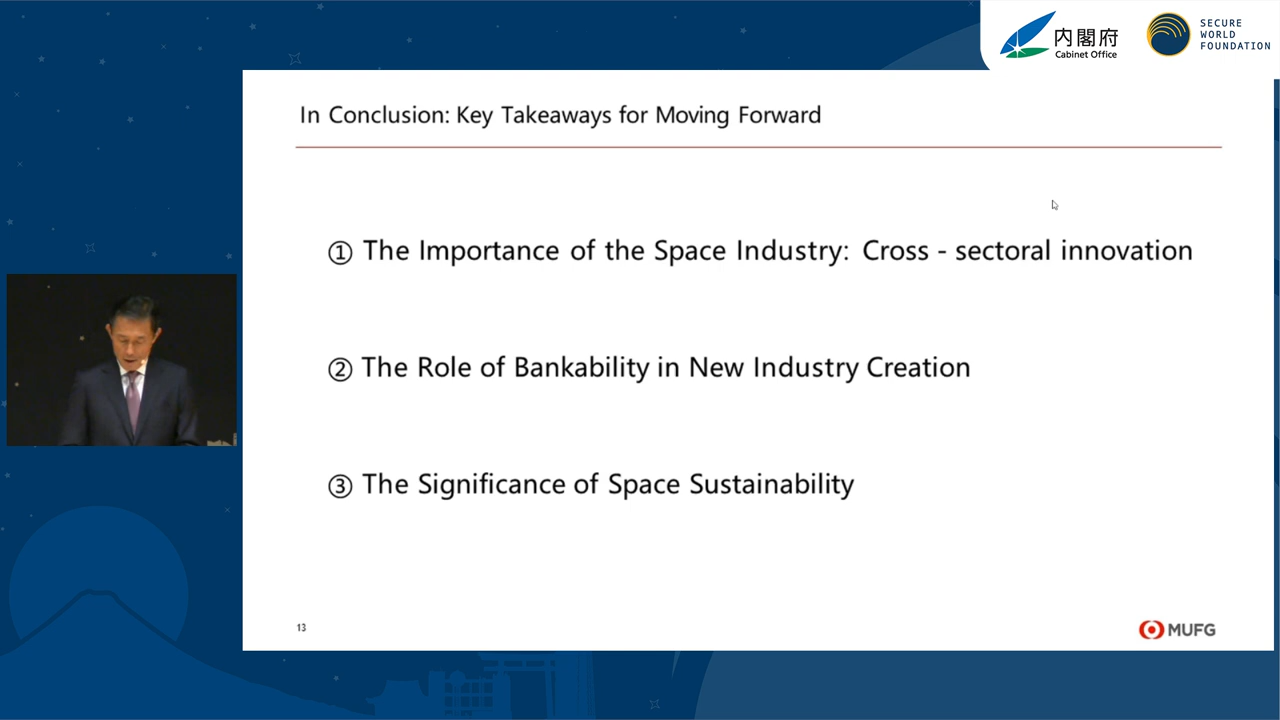 内閣府
Cabinet Office
SECURE
WORLD
FOUNDATION
In Conclusion: Key Takeaways for Moving Forward
① The Importance of the Space Industry: Cross - sectoral innovation
② The Role of Bankability in New Industry Creation
③ The Significance of Space Sustainability
13
MUFG